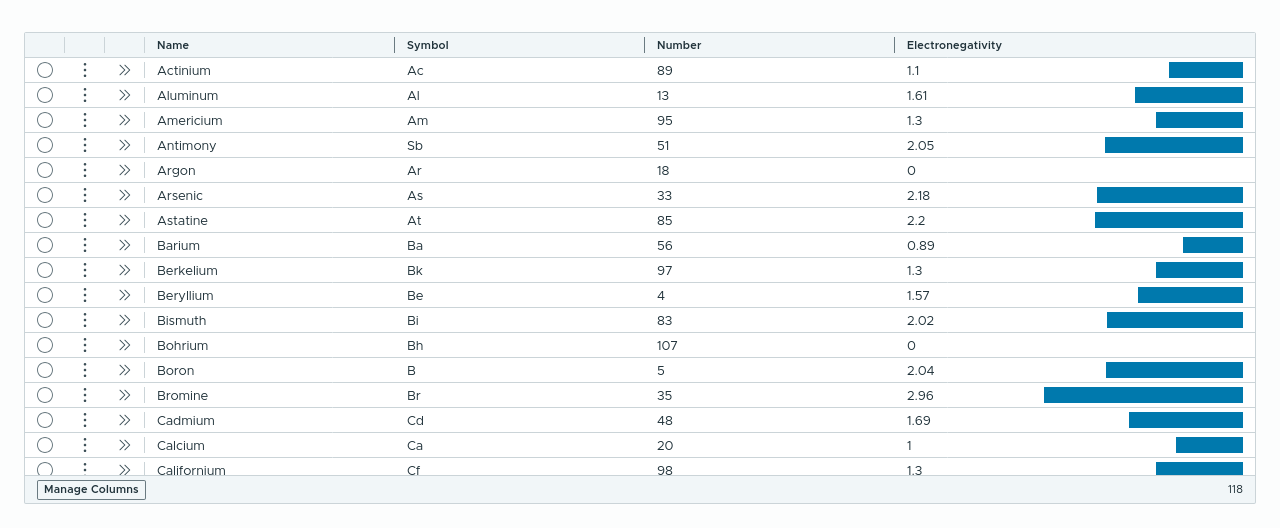 Name Symbol Number Electronegativity
Actinium Ac 89 1.1
Aluminum Al 13 1.61
Americium Am 95 1.3
Antimony Sb 51 2.05
Argon Ar 18 0
Arsenic As 33 2.18
Astatine At 85 2.2
Barium Ba 56 0.89
Berkelium Bk 97 1.3
Beryllium Be 4 1.57
Bismuth Bi 83 2.02
Bohrium Bh 107 0
Boron B 5 2.04
Bromine Br 35 2.96
Cadmium Cd 48 1.69
Calcium Ca 20 1
Californium Cf 98 1.3
Manage Columns 118